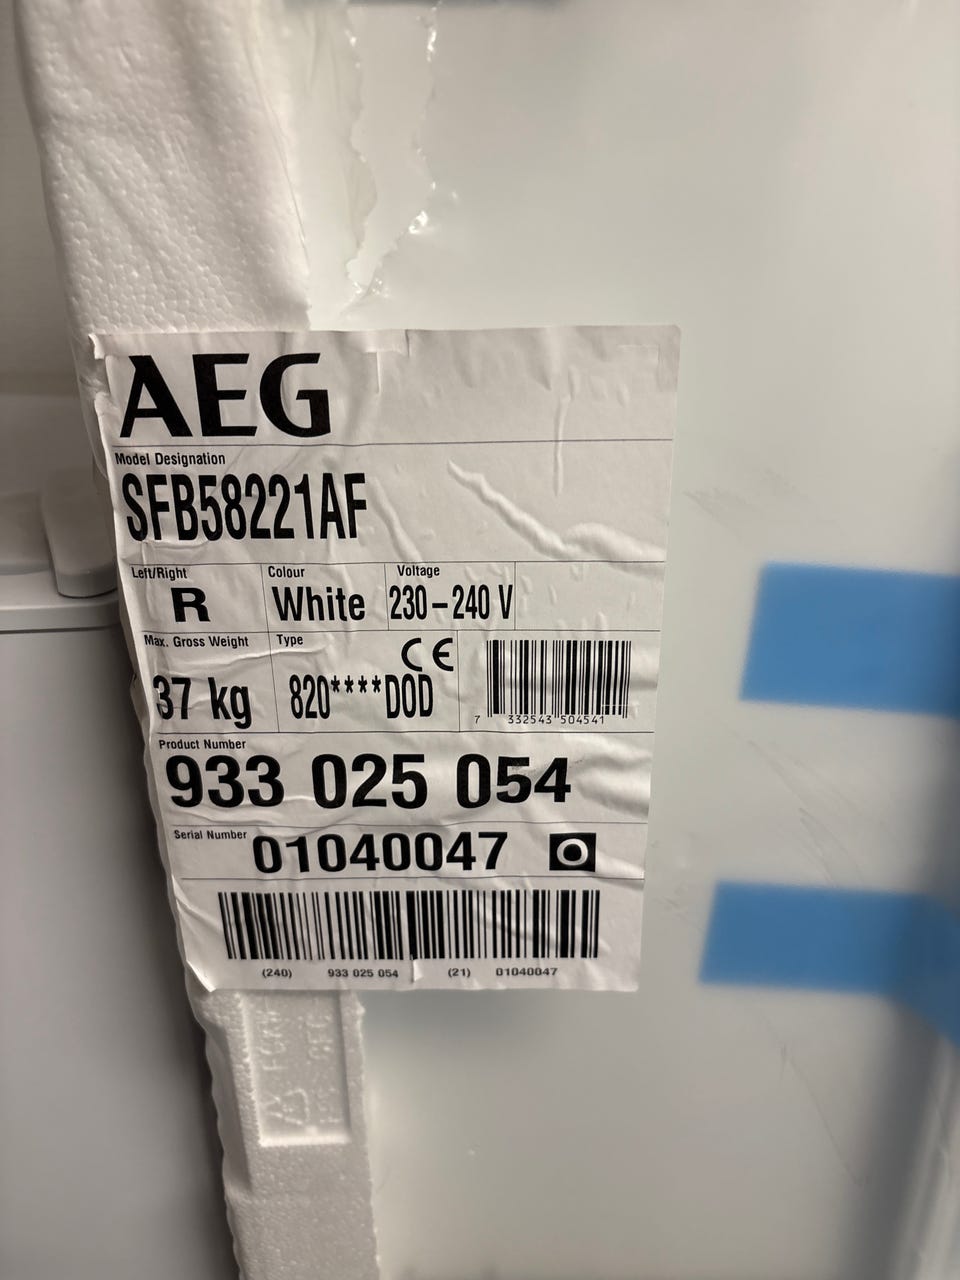 AEG
Model Designation
SFB58221AF
Left/Right Colour Voltage
R White 230-240 V
Max. Gross Weight Type
CE
37 kg 820****DOD
7 332543 504541
Product Number
933 025 054
Serial Number
01040047
(240) 933 025 054 (21) 01040047